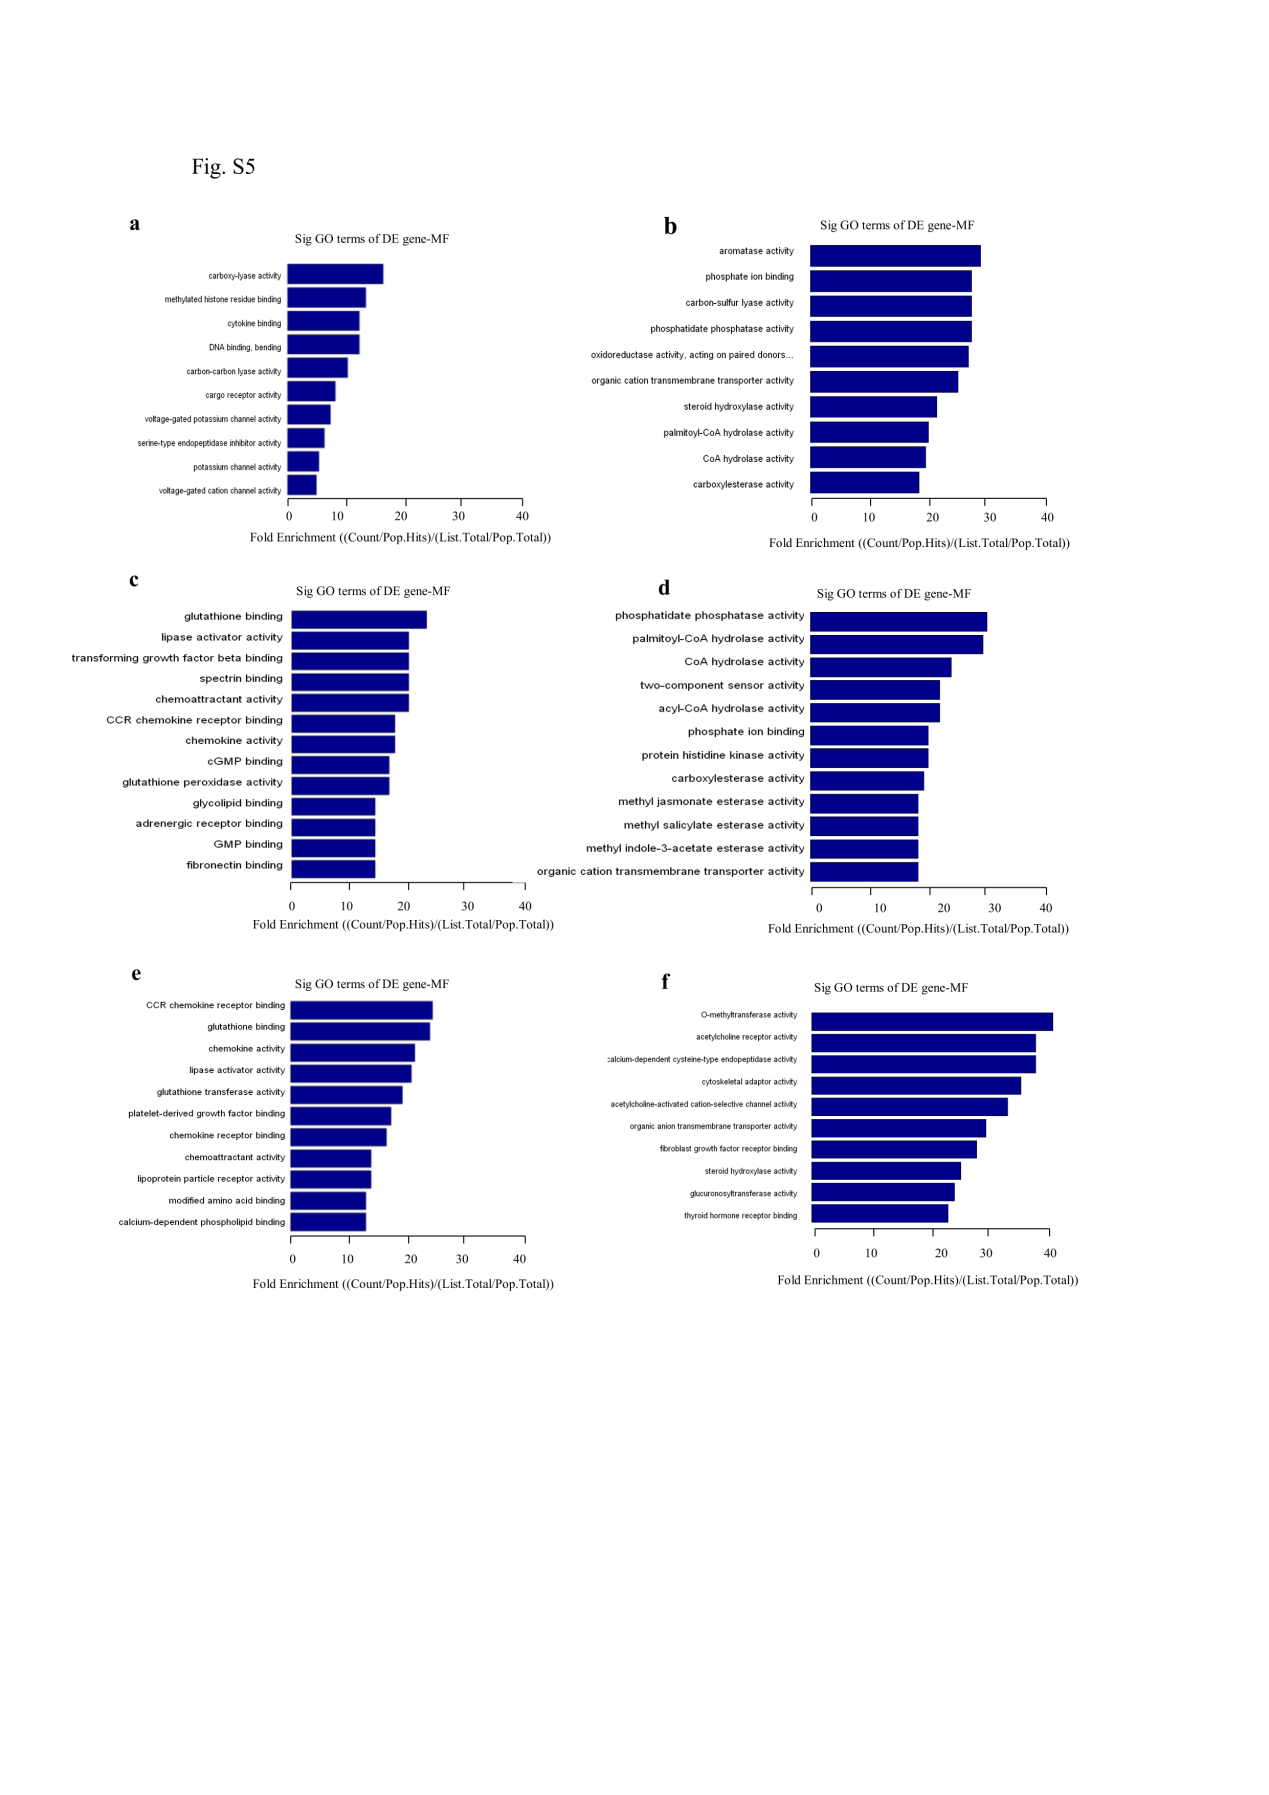 Fig. S5
a
Sig GO terms of DE gene-MF
carboxy-lyase activity
methylated histone residue binding
cytokine binding
DNA binding, bending
carbon-carbon lyase activity
cargo receptor activity
voltage-gated potassium channel activity
serine-type endopeptidase inhibitor activity
potassium channel activity
voltage-gated cation channel activity
0 10 20 30 40
Fold Enrichment ((Count/Pop.Hits)/(List.Total/Pop.Total))
b
Sig GO terms of DE gene-MF
aromatase activity
phosphate ion binding
carbon-sulfur lyase activity
phosphatidate phosphatase activity
oxidoreductase activity, acting on paired donors...
organic cation transmembrane transporter activity
steroid hydroxylase activity
palmitoyl-CoA hydrolase activity
CoA hydrolase activity
carboxylesterase activity
0 10 20 30 40
Fold Enrichment ((Count/Pop.Hits)/(List.Total/Pop.Total))
c
Sig GO terms of DE gene-MF
glutathione binding
lipase activator activity
transforming growth factor beta binding
spectrin binding
chemoattractant activity
CCR chemokine receptor binding
chemokine activity
cGMP binding
glutathione peroxidase activity
glycolipid binding
adrenergic receptor binding
GMP binding
fibronectin binding
0 10 20 30 40
Fold Enrichment ((Count/Pop.Hits)/(List.Total/Pop.Total))
d
Sig GO terms of DE gene-MF
phosphatidate phosphatase activity
palmitoyl-CoA hydrolase activity
CoA hydrolase activity
two-component sensor activity
acyl-CoA hydrolase activity
phosphate ion binding
protein histidine kinase activity
carboxylesterase activity
methyl jasmonate esterase activity
methyl salicylate esterase activity
methyl indole-3-acetate esterase activity
organic cation transmembrane transporter activity
0 10 20 30 40
Fold Enrichment ((Count/Pop.Hits)/(List.Total/Pop.Total))
e
Sig GO terms of DE gene-MF
CCR chemokine receptor binding
glutathione binding
chemokine activity
lipase activator activity
glutathione transferase activity
platelet-derived growth factor binding
chemokine receptor binding
chemoattractant activity
lipoprotein particle receptor activity
modified amino acid binding
calcium-dependent phospholipid binding
0 10 20 30 40
Fold Enrichment ((Count/Pop.Hits)/(List.Total/Pop.Total))
f
Sig GO terms of DE gene-MF
O-methyltransferase activity
acetylcholine receptor activity
calcium-dependent cysteine-type endopeptidase activity
cytoskeletal adaptor activity
acetylcholine-activated cation-selective channel activity
organic anion transmembrane transporter activity
fibroblast growth factor receptor binding
steroid hydroxylase activity
glucuronosyltransferase activity
thyroid hormone receptor binding
0 10 20 30 40
Fold Enrichment ((Count/Pop.Hits)/(List.Total/Pop.Total))